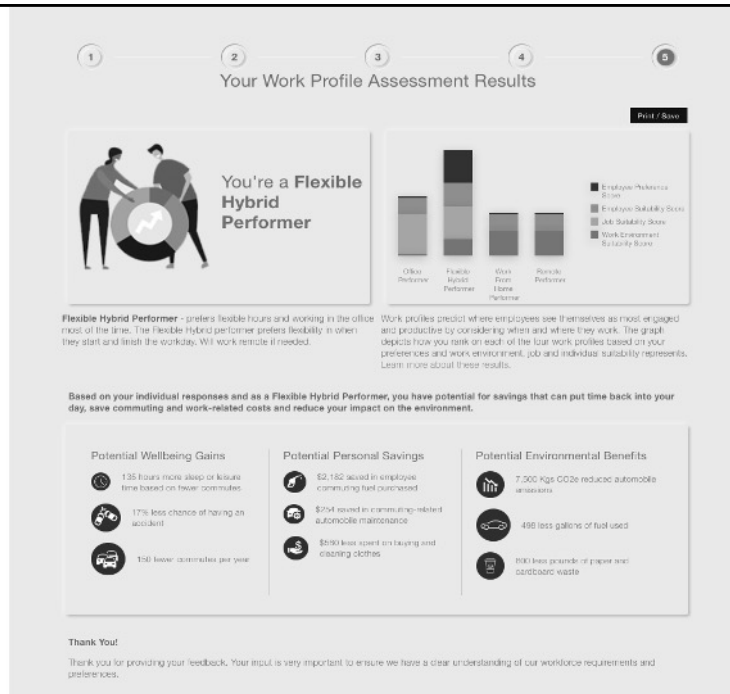 1 2 3 4 5
Your Work Profile Assessment Results
Print / Save
You're a Flexible
Hybrid
Performer
Employee Preference
Score
Employee Suitability Score
Job Suitability Score
Work Environment
Suitability Score
Office
Performer
Flexible
Hybrid
Performer
Work
From
Home
Performer
Remote
Performer
Flexible Hybrid Performer - prefers flexible hours and working in the office
most of the time. The Flexible Hybrid performer prefers flexibility in when
they start and finish the workday. Will work remote if needed.
Work profiles predict where employees see themselves as most engaged
and productive by considering when and where they work. The graph
depicts how you rank on each of the four work profiles based on your
preferences and work environment, job and individual suitability represents.
Learn more about these results.
Based on your individual responses and as a Flexible Hybrid Performer, you have potential for savings that can put time back into your
day, save commuting and work-related costs and reduce your impact on the environment.
Potential Wellbeing Gains
135 hours more sleep or leisure
time based on fewer commutes
17% less chance of having an
accident
150 fewer commutes per year
Potential Personal Savings
$2,182 saved in employee
commuting fuel purchased
$254 saved in commuting-related
automobile maintenance
less spent on buying and
cleaning clothes
Potential Environmental Benefits
7,500 Kgs CO2e reduced automobile
emissions
498 less gallons of fuel used
less pounds of paper and
cardboard waste
Thank You!
Thank you for providing your feedback. Your input is very important to ensure we have a clear understanding of our workforce requirements and
preferences.